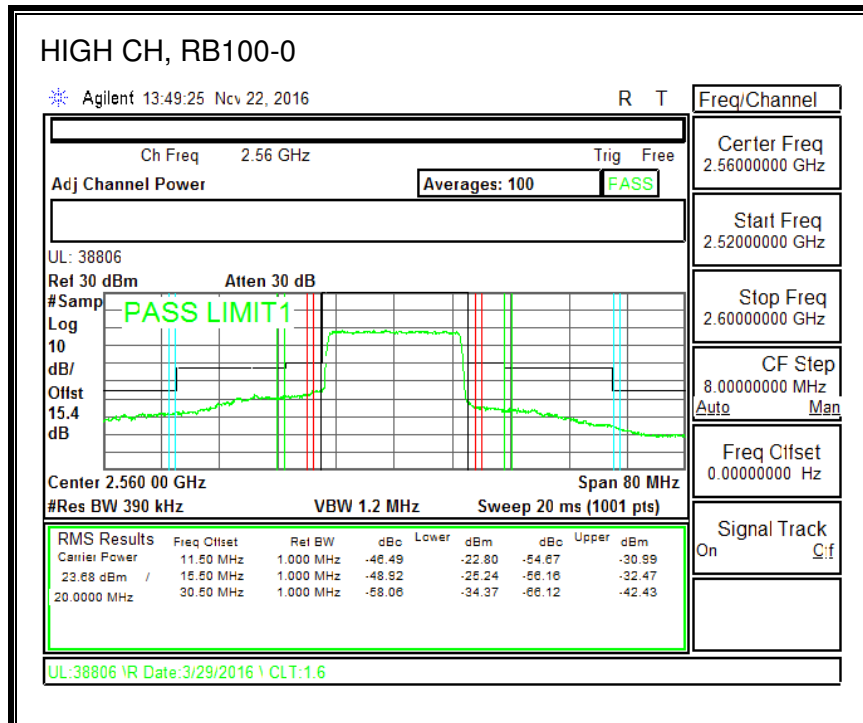 HIGH CH, RB100-0
Agilent 13:49:25 Nov 22, 2016 R T
Freq/Channel
Ch Freq 2.56 GHz Trig Free
Adj Channel Power Averages: 100 PASS
Center Freq
2.56000000 GHz
Start Freq
2.52000000 GHz
Stop Freq
2.60000000 GHz
CF Step
8.00000000 MHz
Auto Man
Freq Offset
0.00000000 Hz
Signal Track
On Off
UL: 38806
Ref 30 dBm Atten 30 dB
#Samp
Log
10
dB/
Offst
15.4
dB
PASS LIMIT1
Center 2.560 00 GHz Span 80 MHz
#Res BW 390 kHz VBW 1.2 MHz Sweep 20 ms (1001 pts)
RMS Results Freq Offset Ref BW dBc Lower dBm dBc Upper dBm
Carrier Power 11.50 MHz 1.000 MHz -46.49 -22.80 -54.67 -30.99
23.68 dBm / 15.50 MHz 1.000 MHz -48.92 -25.24 -56.16 -32.47
20.0000 MHz 30.50 MHz 1.000 MHz -58.06 -34.37 -66.12 -42.43
UL:38806 \R Date:3/29/2016 \ CLT:1.6